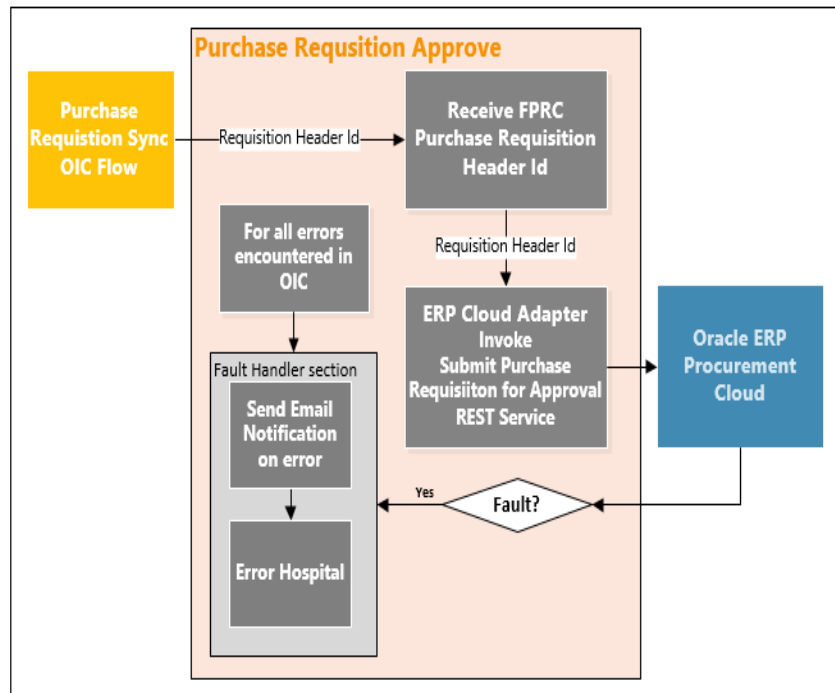 Purchase Requsition Approve
Purchase
Requistion Sync
OIC Flow
Requisition Header Id
Receive FPRC
Purchase Requisition
Header Id
For all errors
encountered in
OIC
Requisition Header Id
ERP Cloud Adapter
Invoke
Submit Purchase
Requisiiton for Approval
REST Service
Oracle ERP
Procurement
Cloud
Fault Handler section
Send Email
Notification
on error
Yes
Fault?
Error Hospital